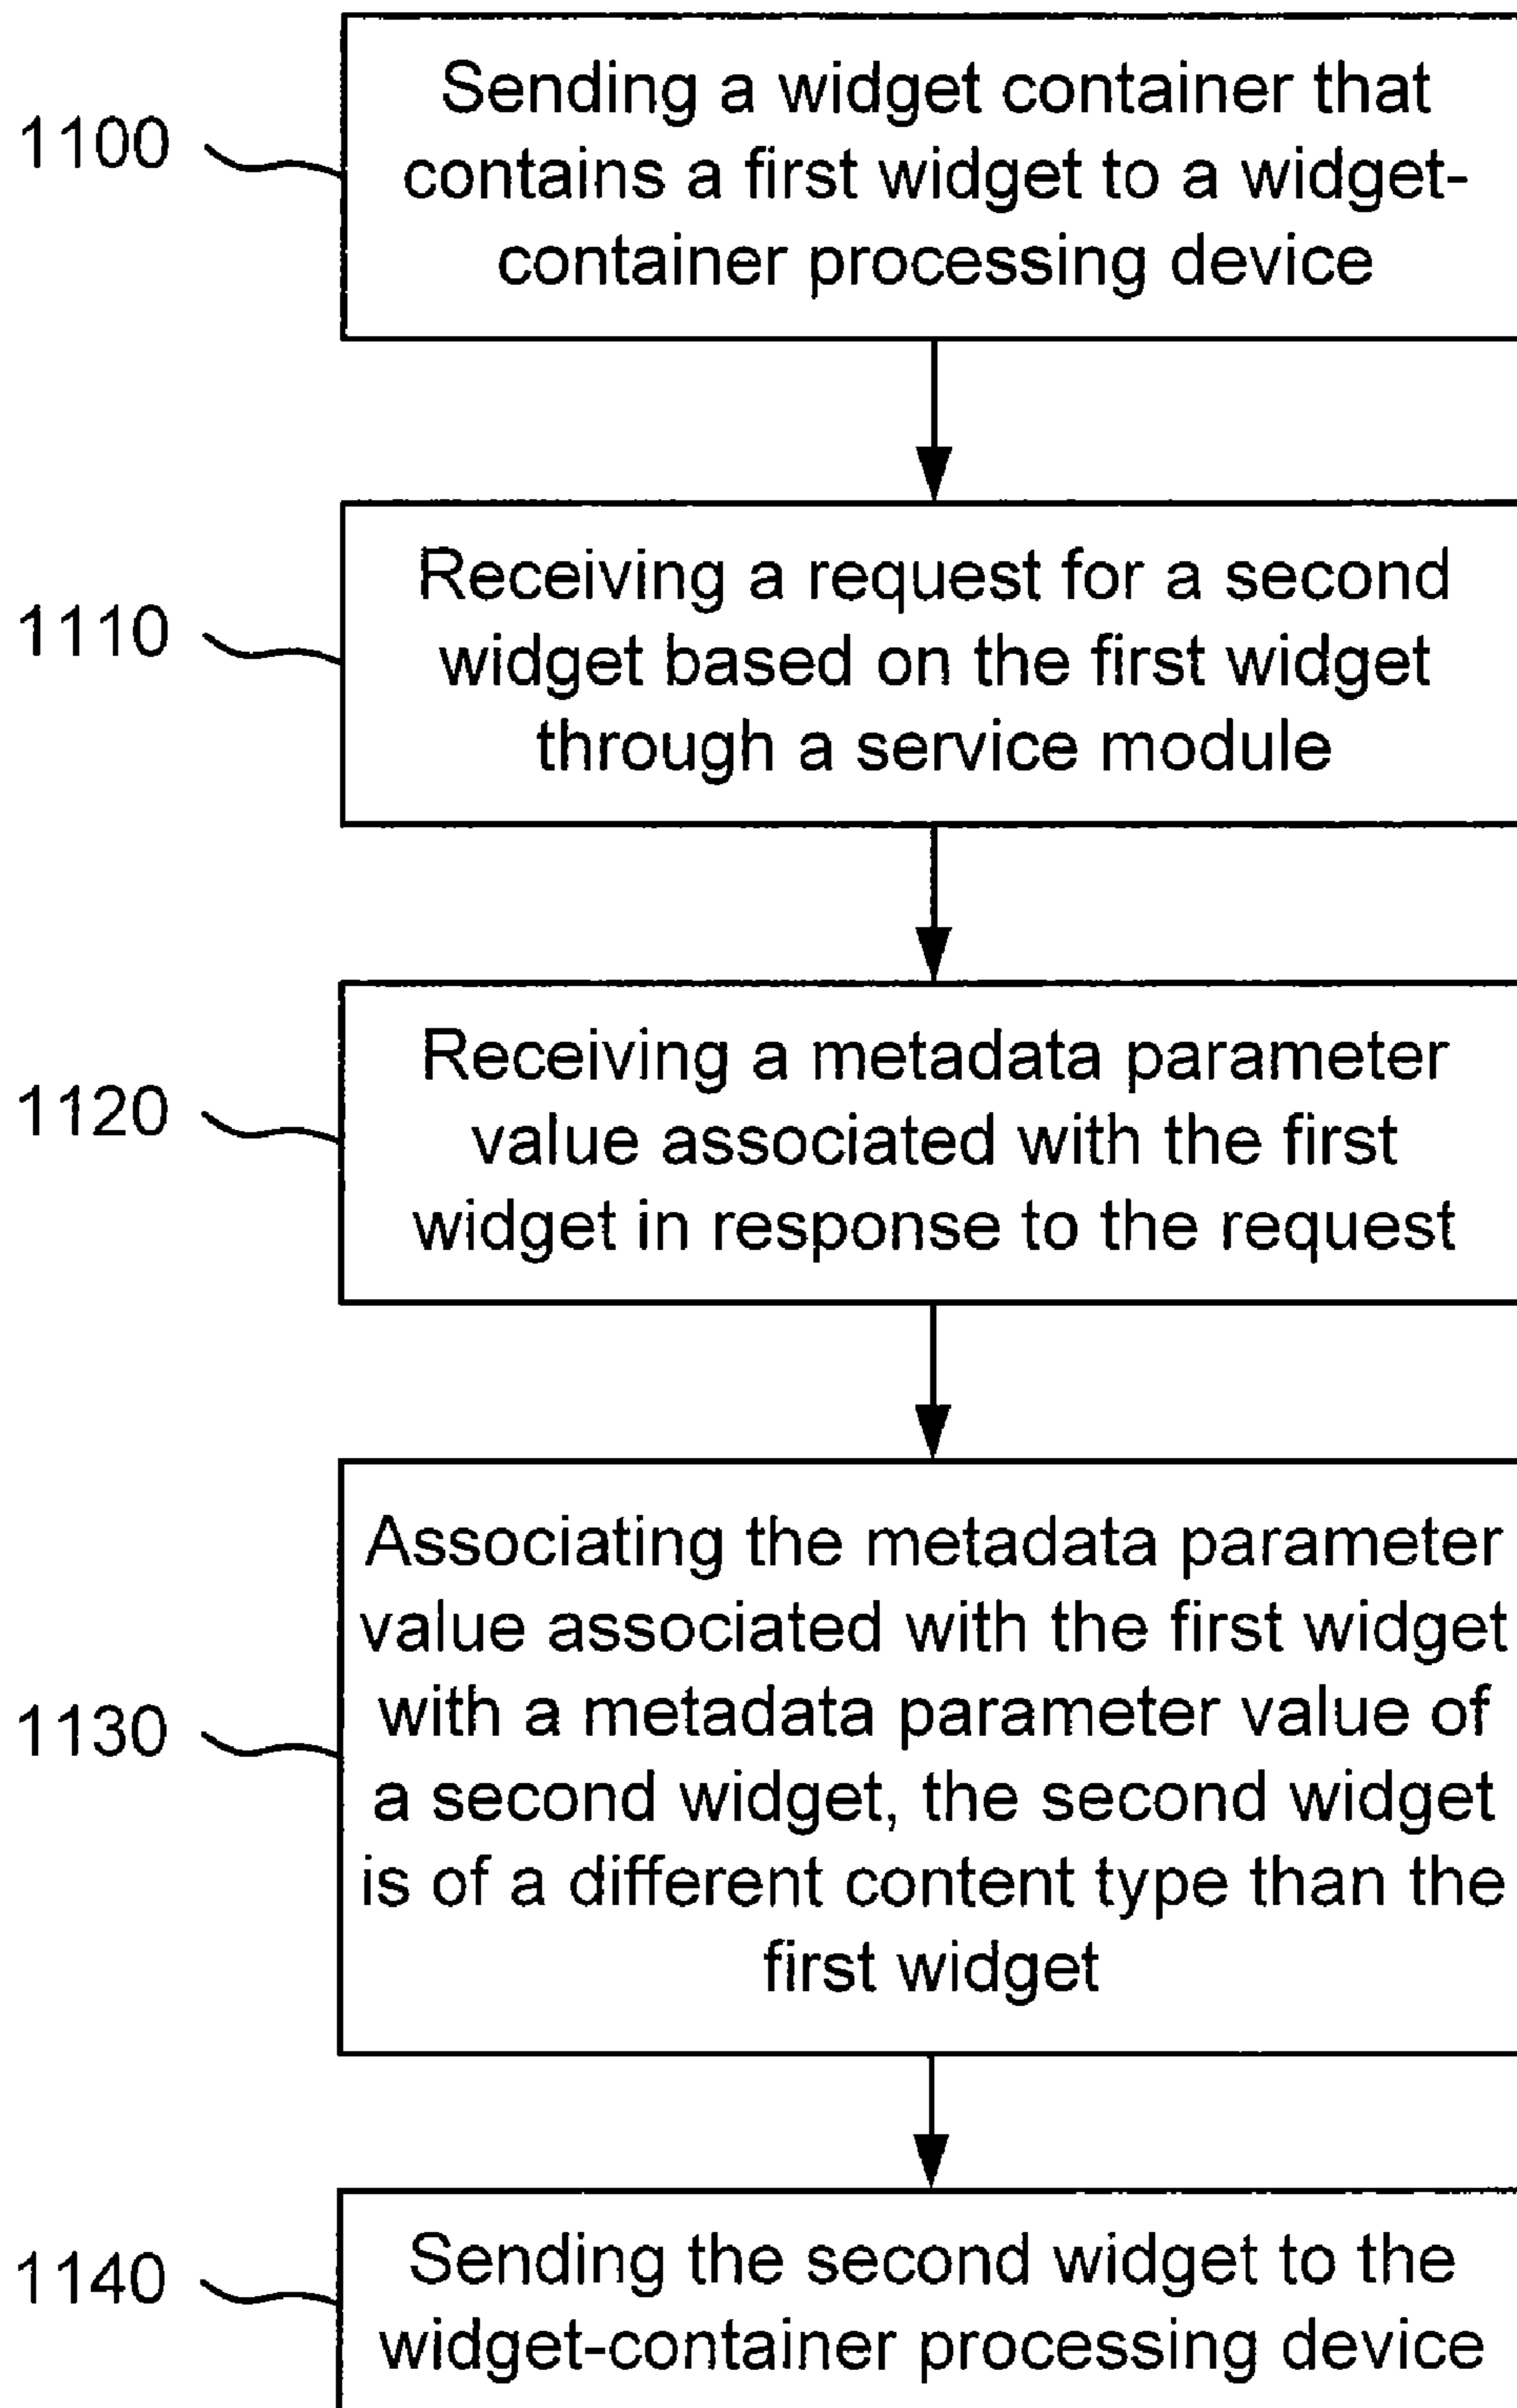 Sending a widget container that
1100
contains a first widget to a widget-
container processing device
Receiving a request for a second
1110
widget based on the first widget
through a service module
Receiving a metadata parameter
1120
value associated with the first
widget in response to the request
Associating the metadata parameter
value associated with the first widget
1130
with a metadata parameter value of
a second widget, the second widget
is of a different content type than the
first widget
Sending the second widget to the
1140
widget-container processing device